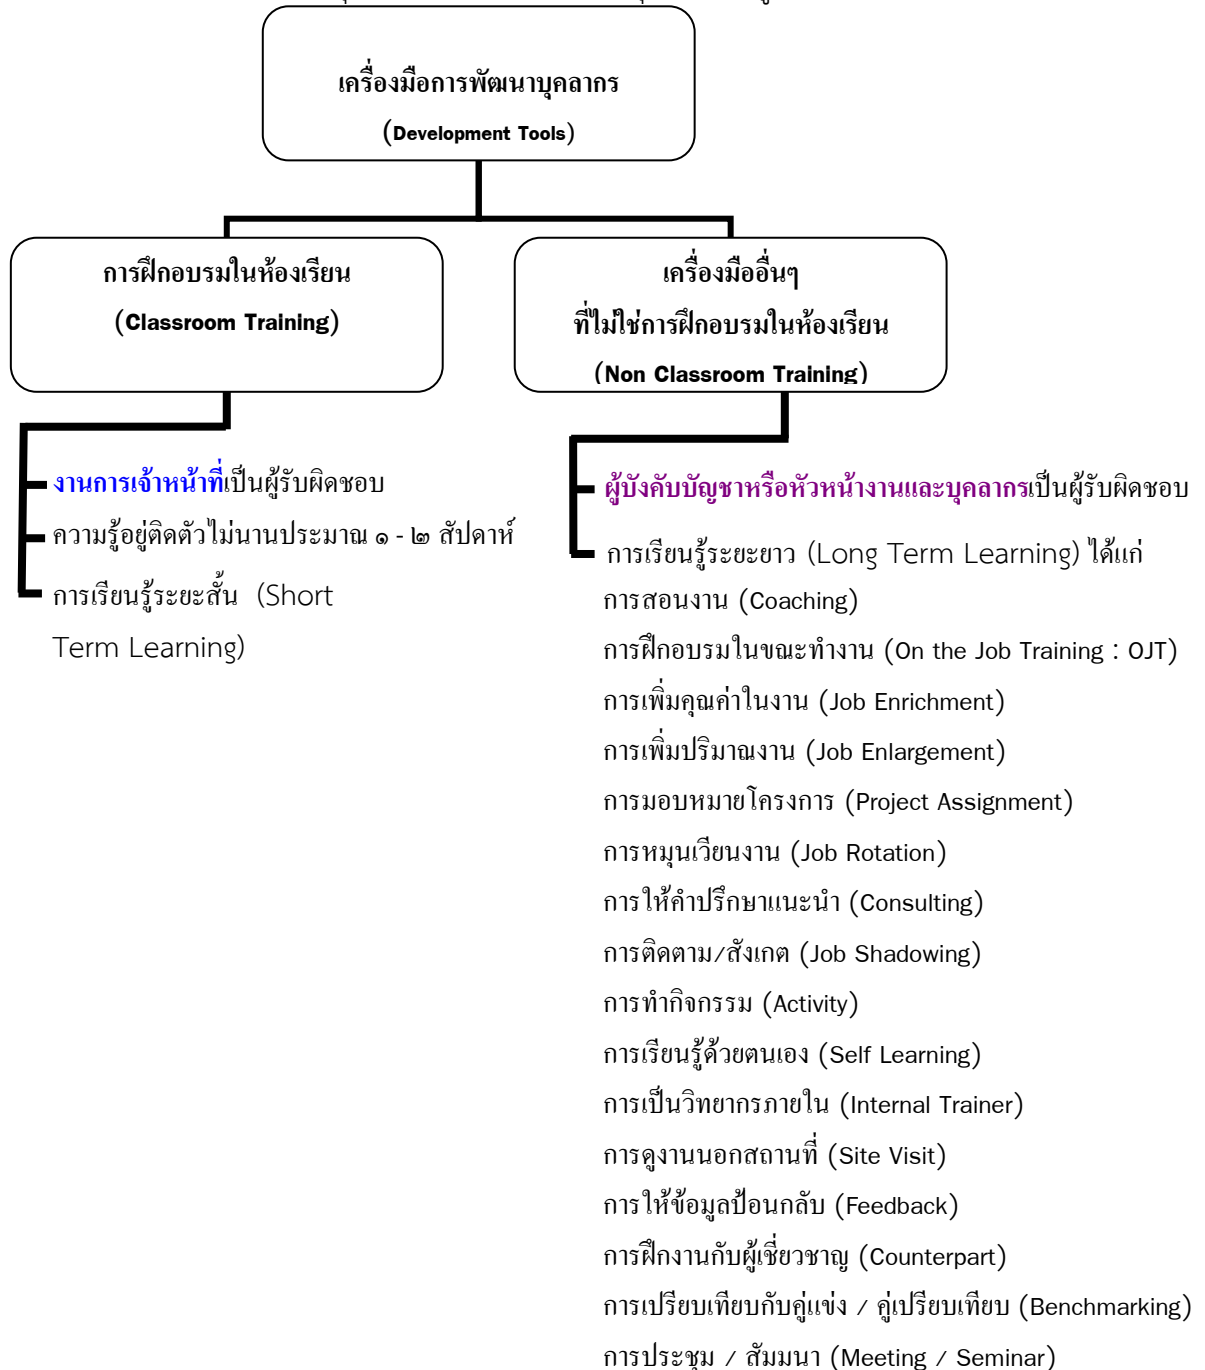 เครื่องมือการพัฒนาบุคลากร
(Development Tools)
การฝึกอบรมในห้องเรียน
(Classroom Training)
เครื่องมืออื่นๆ
ที่ไม่ใช่การฝึกอบรมในห้องเรียน
(Non Classroom Training)
งานการเจ้าหน้าที่เป็นผู้รับผิดชอบ
ความรู้อยู่ติดตัวไม่นานประมาณ ๑ - ๒ สัปดาห์
การเรียนรู้ระยะสั้น (Short
Term Learning)
ผู้บังคับบัญชาหรือหัวหน้างานและบุคลากรเป็นผู้รับผิดชอบ
การเรียนรู้ระยะยาว (Long Term Learning) ได้แก่
การสอนงาน (Coaching)
การฝึกอบรมในขณะทำงาน (On the Job Training : OJT)
การเพิ่มคุณค่าในงาน (Job Enrichment)
การเพิ่มปริมาณงาน (Job Enlargement)
การมอบหมายโครงการ (Project Assignment)
การหมุนเวียนงาน (Job Rotation)
การให้คำปรึกษาแนะนำ (Consulting)
การติดตาม/สังเกต (Job Shadowing)
การทำกิจกรรม (Activity)
การเรียนรู้ด้วยตนเอง (Self Learning)
การเป็นวิทยากรภายใน (Internal Trainer)
การดูงานนอกสถานที่ (Site Visit)
การให้ข้อมูลป้อนกลับ (Feedback)
การฝึกงานกับผู้เชี่ยวชาญ (Counterpart)
การเปรียบเทียบกับคู่แข่ง / คู่เปรียบเทียบ (Benchmarking)
การประชุม / สัมมนา (Meeting / Seminar)